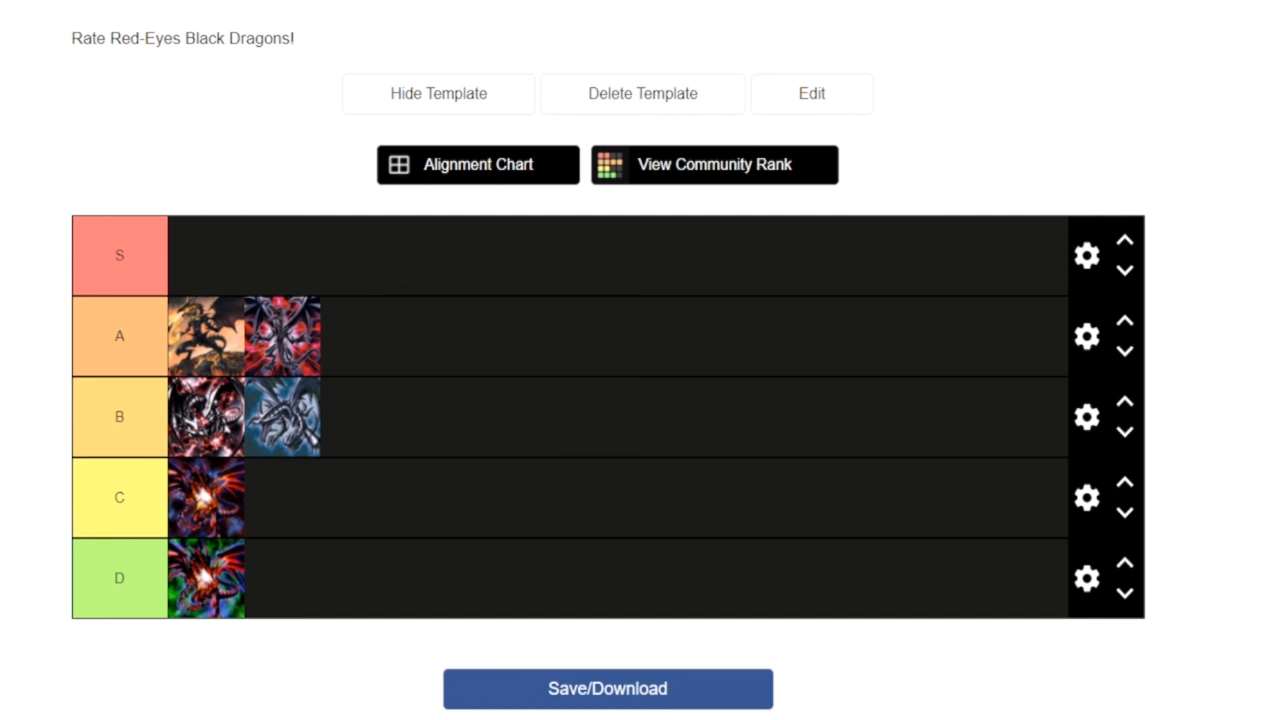 Rate Red-Eyes Black Dragons!
Hide Template
Delete Template
Edit
Alignment Chart
View Community Rank
S
A
B
C
D
Save/Download